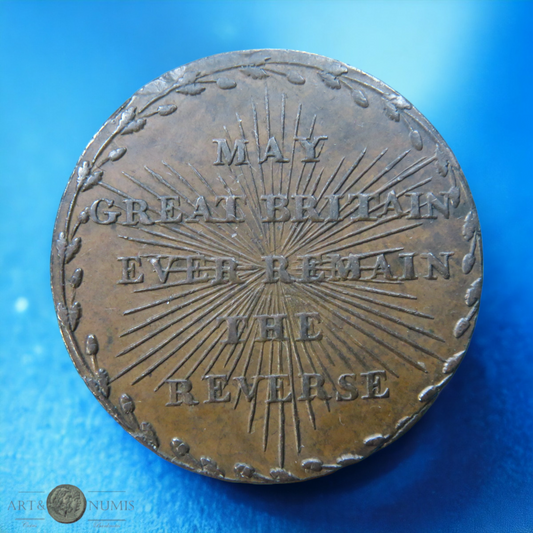 MAY
GREAT BRITAIN
EVER REMAIN
THE
REVERSE
ART & NUMIS